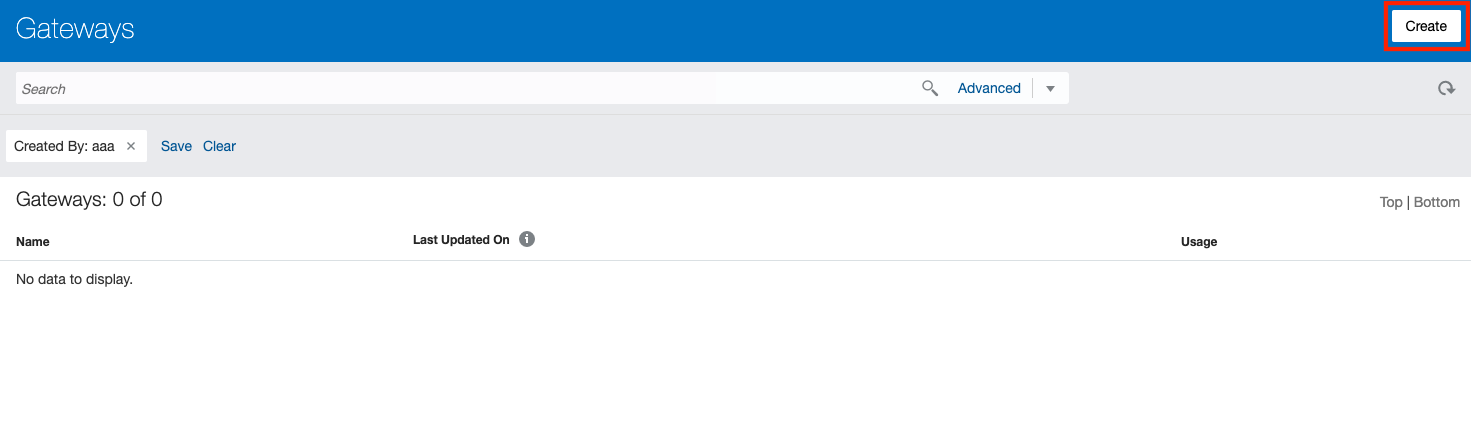 Gateways
Create
Search
Advanced
Created By: aaa × Save Clear
Gateways: 0 of 0
Top | Bottom
Name Last Updated On Usage
No data to display.